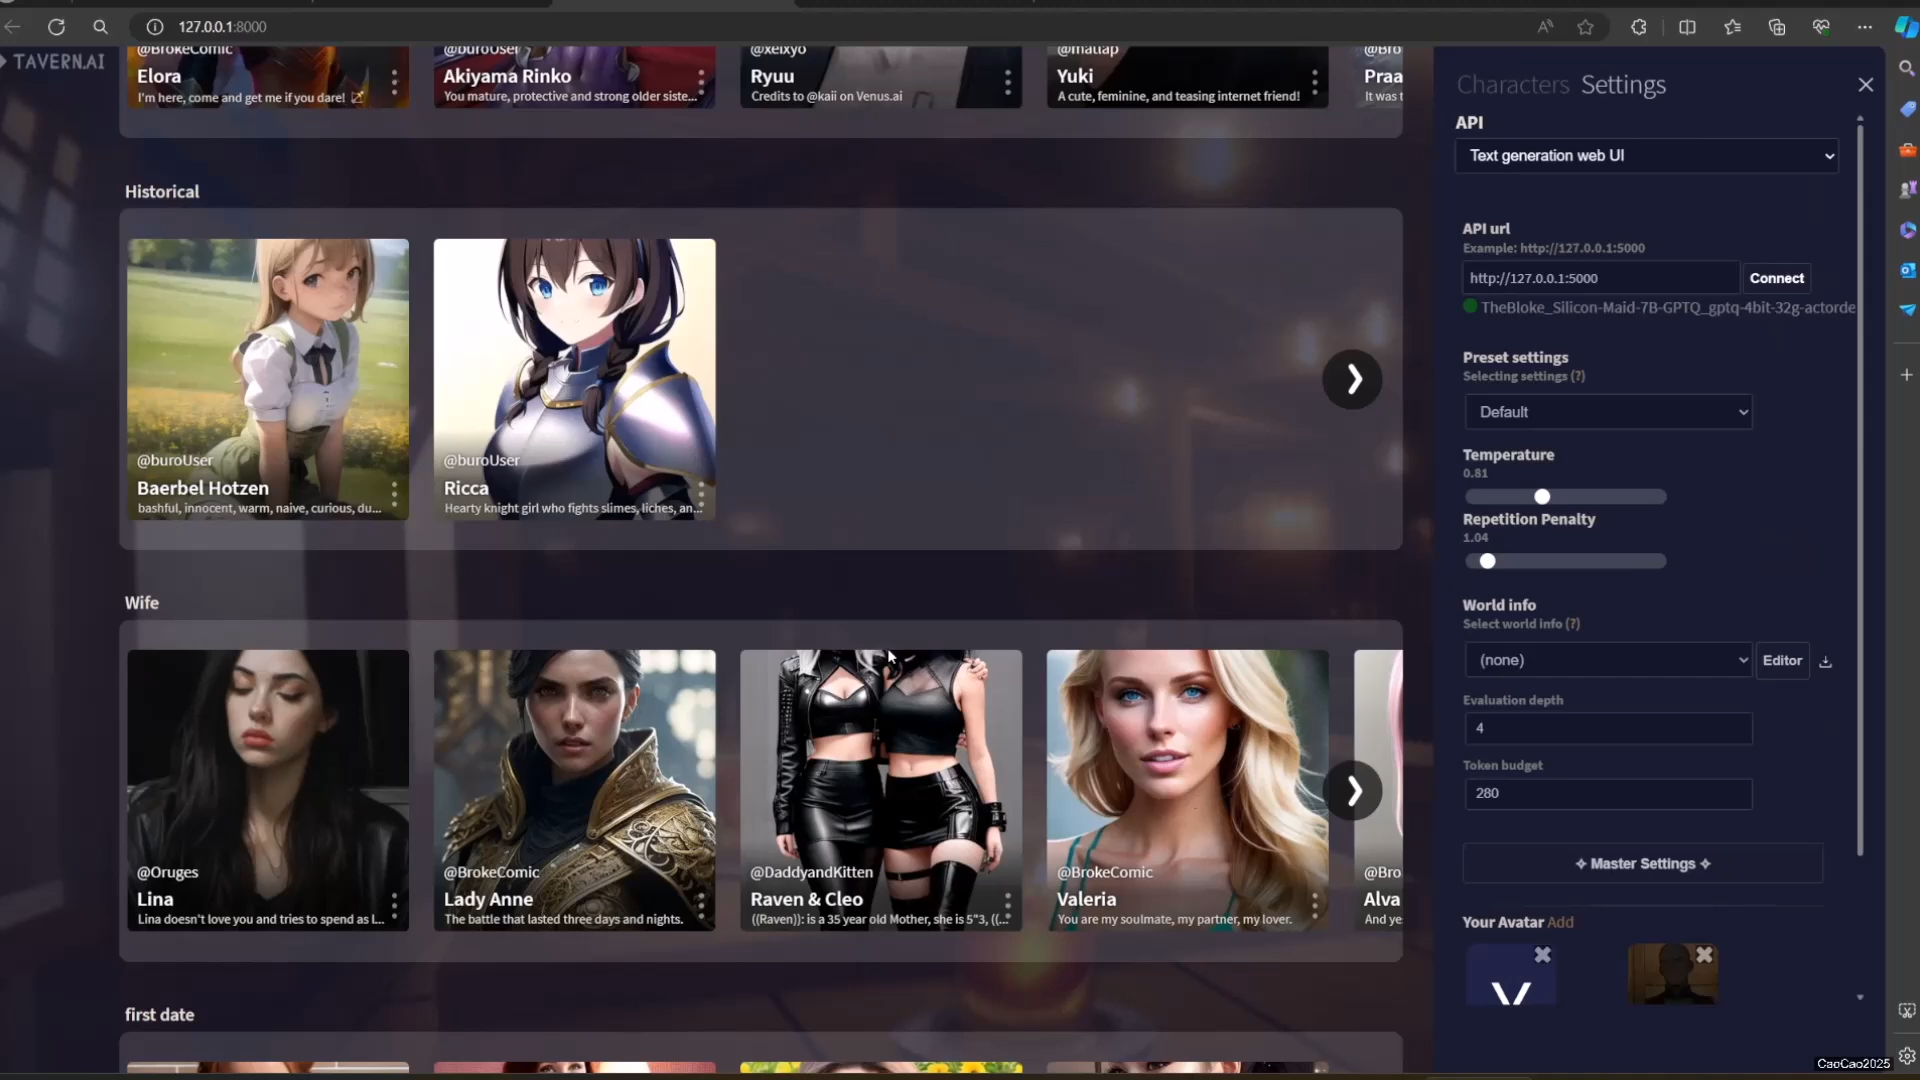 127.0.0.1:8000
TAVERN.AI
@BrokeComic
Elora
I'm here, come and get me if you dare!
@buroUser
Akiyama Rinko
You mature, protective and strong older siste...
@xelxyo
Ryuu
Credits to @kaii on Venus.ai
@mattap
Yuki
A cute, feminine, and teasing internet friend!
@Bro
Praa
It was t
Historical
@buroUser
Baerbel Hotzen
bashful, innocent, warm, naive, curious, du...
@buroUser
Ricca
Hearty knight girl who fights slimes, liches, an...
Wife
@Oruges
Lina
Lina doesn't love you and tries to spend as l...
@BrokeComic
Lady Anne
The battle that lasted three days and nights.
@DaddyandKitten
Raven & Cleo
((Raven)): is a 35 year old Mother, she is 5"3, ((...
@BrokeComic
Valeria
You are my soulmate, my partner, my lover.
@Bro
Alva
And ye
first date
Characters Settings
API
Text generation web UI
API url
Example: http://127.0.0.1:5000
http://127.0.0.1:5000
Connect
TheBloke_Silicon-Maid-7B-GPTQ_gptq-4bit-32g-actorde
Preset settings
Selecting settings (?)
Default
Temperature
0.81
Repetition Penalty
1.04
World info
Select world info (?)
(none)
Editor
Evaluation depth
4
Token budget
280
✧ Master Settings ✧
Your Avatar Add
CaoCao2025